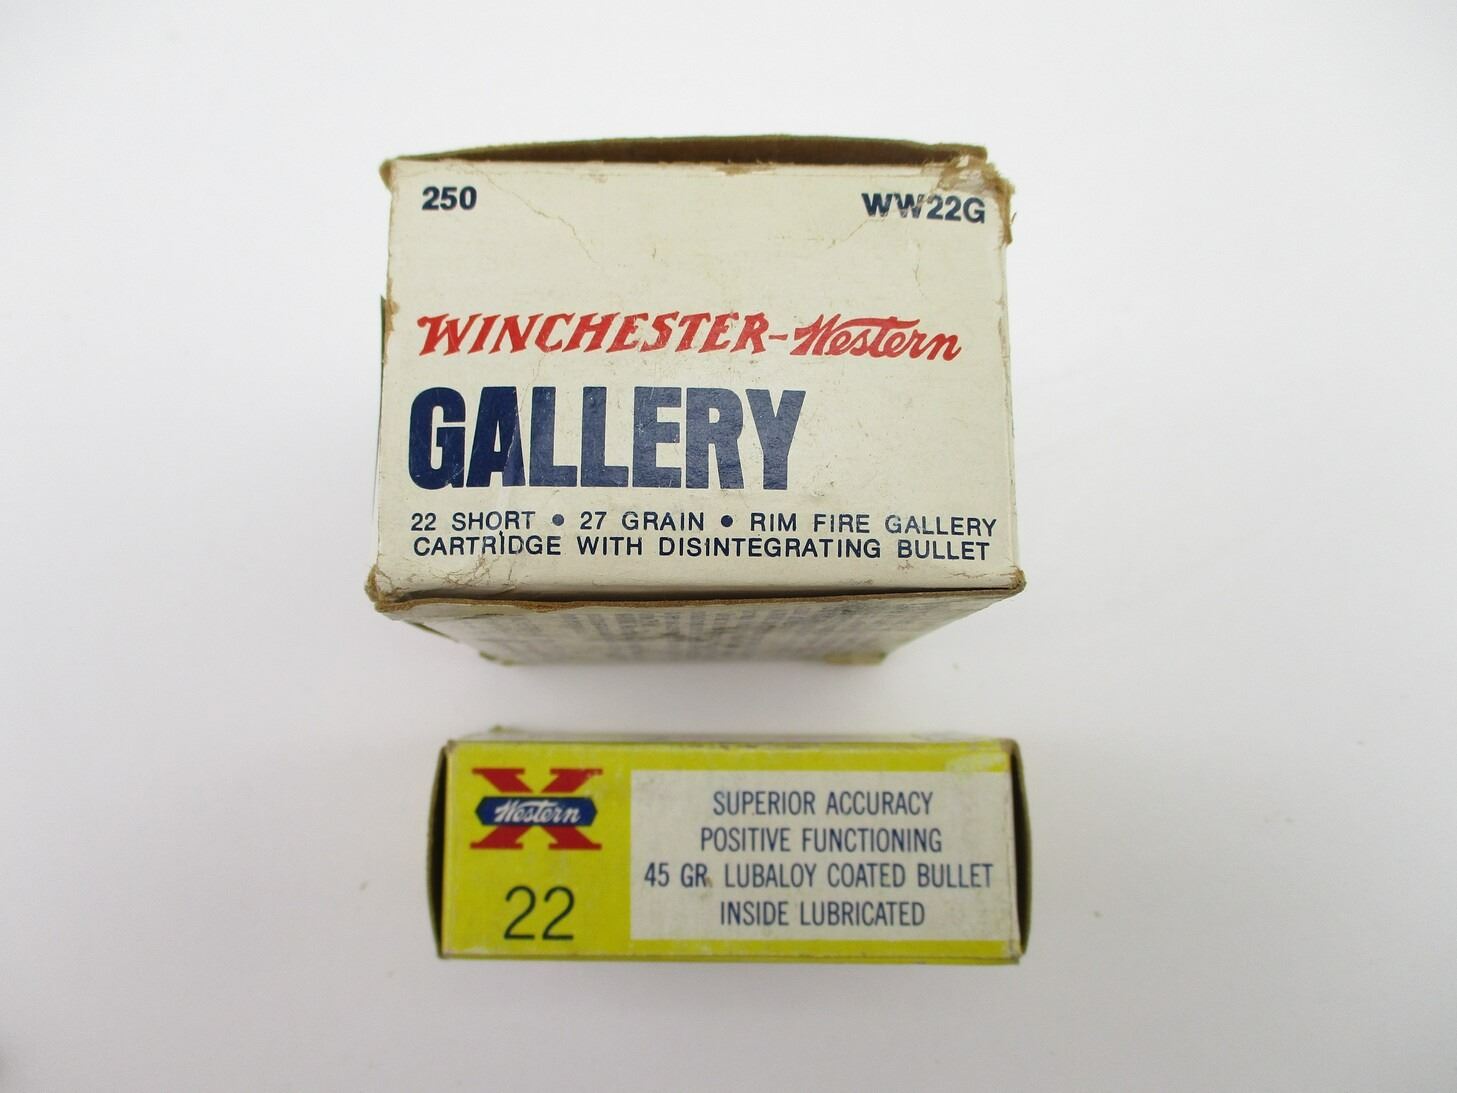 250 WW22G
WINCHESTER-Western
GALLERY
22 SHORT • 27 GRAIN • RIM FIRE GALLERY
CARTRIDGE WITH DISINTEGRATING BULLET
X
Western
22
SUPERIOR ACCURACY
POSITIVE FUNCTIONING
45 GR. LUBALOY COATED BULLET
INSIDE LUBRICATED